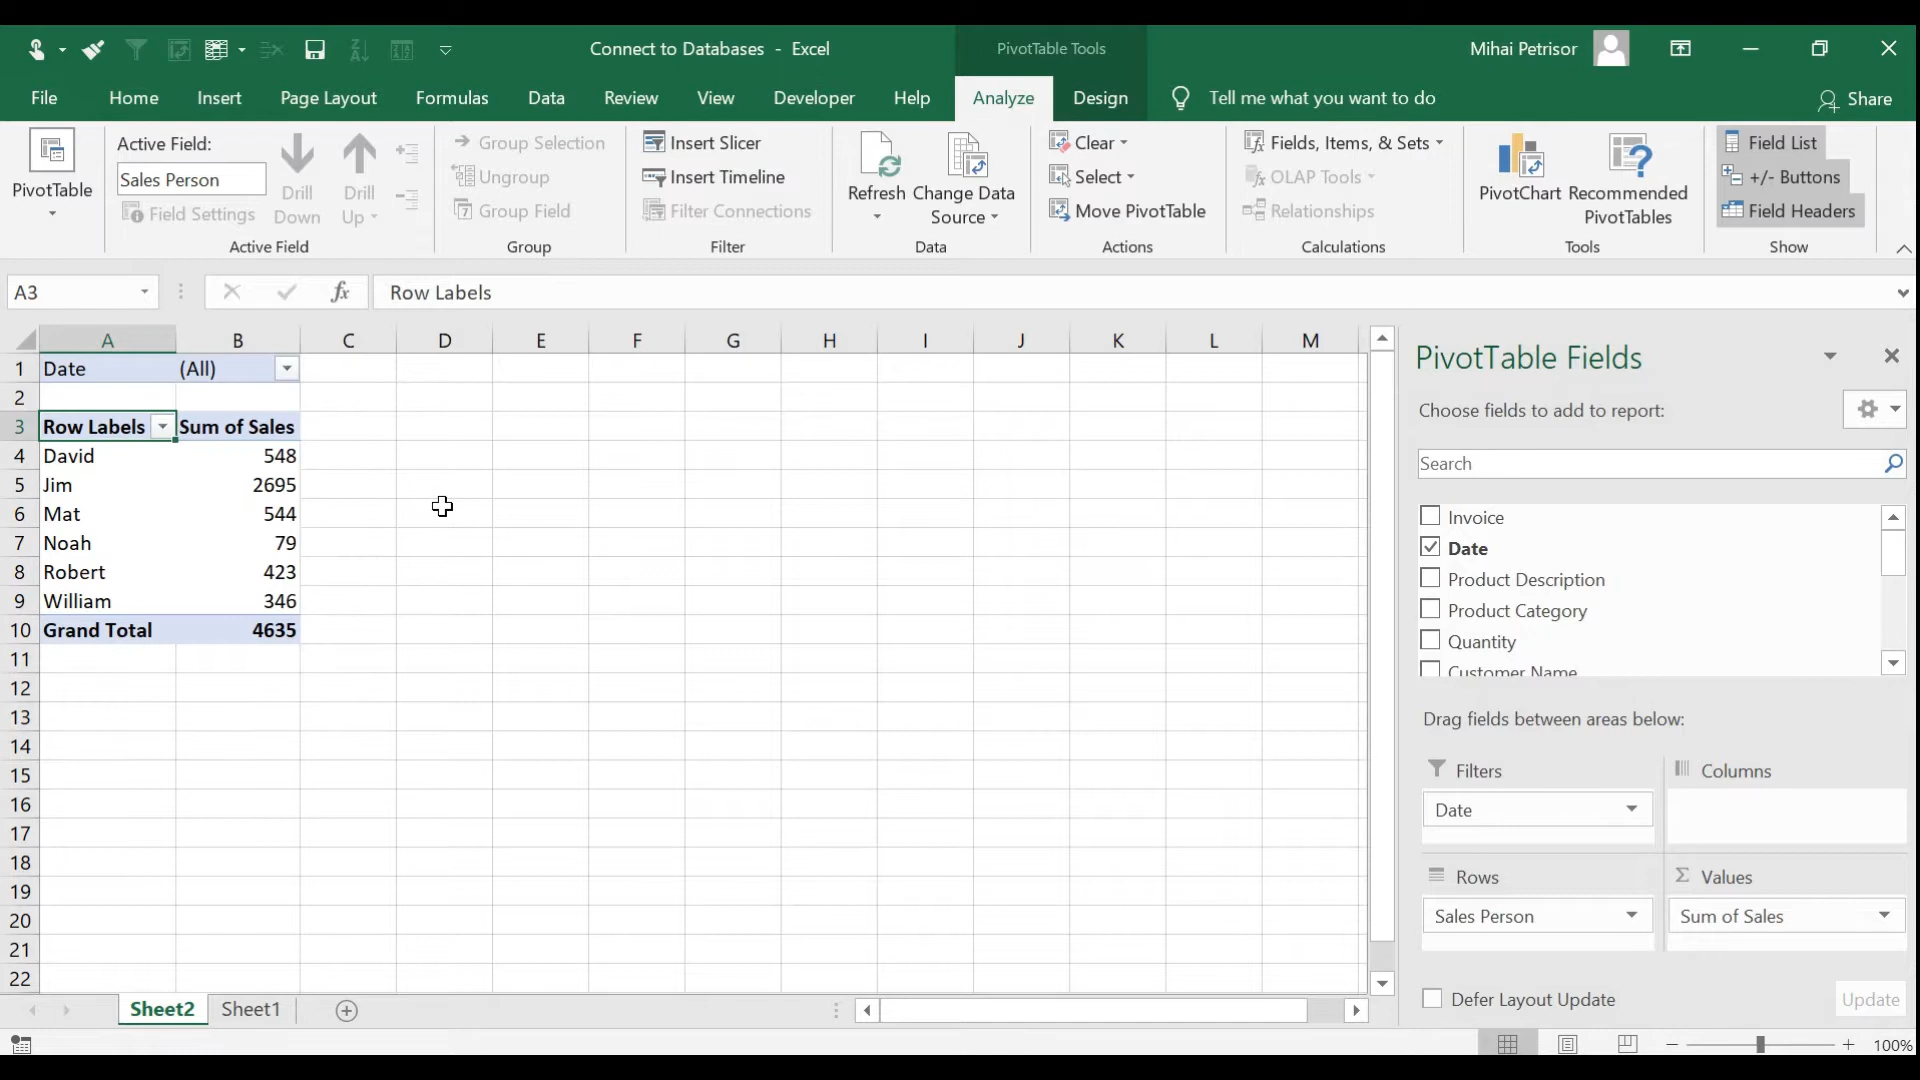 Connect to Databases - Excel
PivotTable Tools
Mihai Petrisor
File Home Insert Page Layout Formulas Data Review View Developer Help Analyze Design Tell me what you want to do Share
PivotTable
Active Field:
Sales Person
Field Settings
Drill Down
Drill Up
Active Field
Group Selection
Ungroup
Group Field
Group
Insert Slicer
Insert Timeline
Filter Connections
Filter
Refresh
Change Data Source
Data
Clear
Select
Move PivotTable
Actions
Fields, Items, & Sets
OLAP Tools
Relationships
Calculations
PivotChart
Recommended PivotTables
Tools
Field List
+/- Buttons
Field Headers
Show
A3 fx Row Labels
A B C D E F G H I J K L M
1 Date (All)
2
3 Row Labels Sum of Sales
4 David 548
5 Jim 2695
6 Mat 544
7 Noah 79
8 Robert 423
9 William 346
10 Grand Total 4635
11
12
13
14
15
16
17
18
19
20
21
22
PivotTable Fields
Choose fields to add to report:
Search
Invoice
Date
Product Description
Product Category
Quantity
Customer Name
Drag fields between areas below:
Filters
Columns
Date
Rows
Σ Values
Sales Person
Sum of Sales
Defer Layout Update
Update
Sheet2 Sheet1
100%